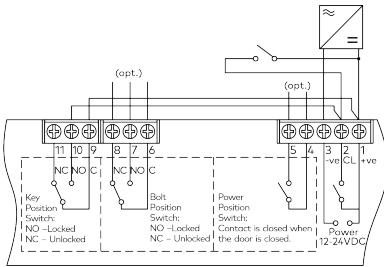 (opt.)
(opt.)
11 10 9 8 7 6 5 4 3 2 1
-ve CL +ve
NC NO C NC NO C
Key
Position
Switch:
NO –Locked
NC – Unlocked
Bolt
Position
Switch:
NO –Locked
NC – Unlocked
Power
Position
Switch:
Contact is closed when
the door is closed.
Power
12-24VDC